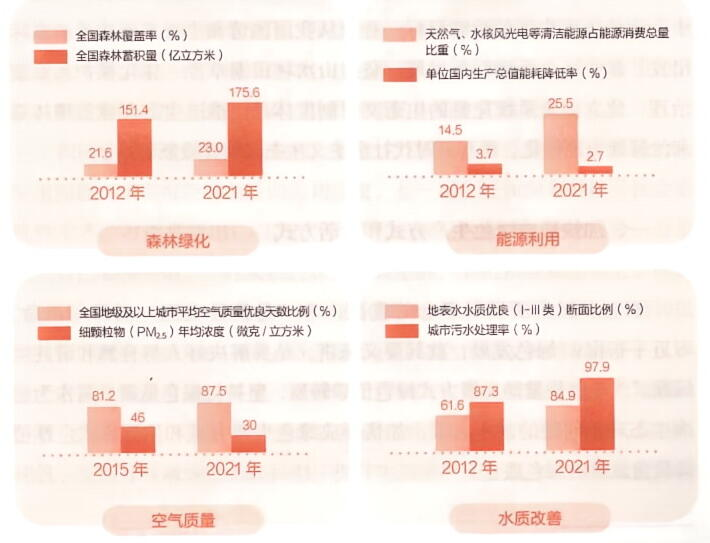 全国森林覆盖率（%）
全国森林蓄积量（亿立方米）
21.6
151.4
23.0
175.6
2012年
2021年
森林绿化
天然气、水核风光电等清洁能源占能源消费总量
比重（%）
单位国内生产总值能耗降低率（%）
14.5
3.7
25.5
2.7
2012年
2021年
能源利用
全国地级及以上城市平均空气质量优良天数比例（%）
细颗粒物（PM2.5）年均浓度（微克/立方米）
81.2
46
87.5
30
2015年
2021年
空气质量
地表水水质优良（I-III类）断面比例（%）
城市污水处理率（%）
61.6
87.3
84.9
97.9
2012年
2021年
水质改善